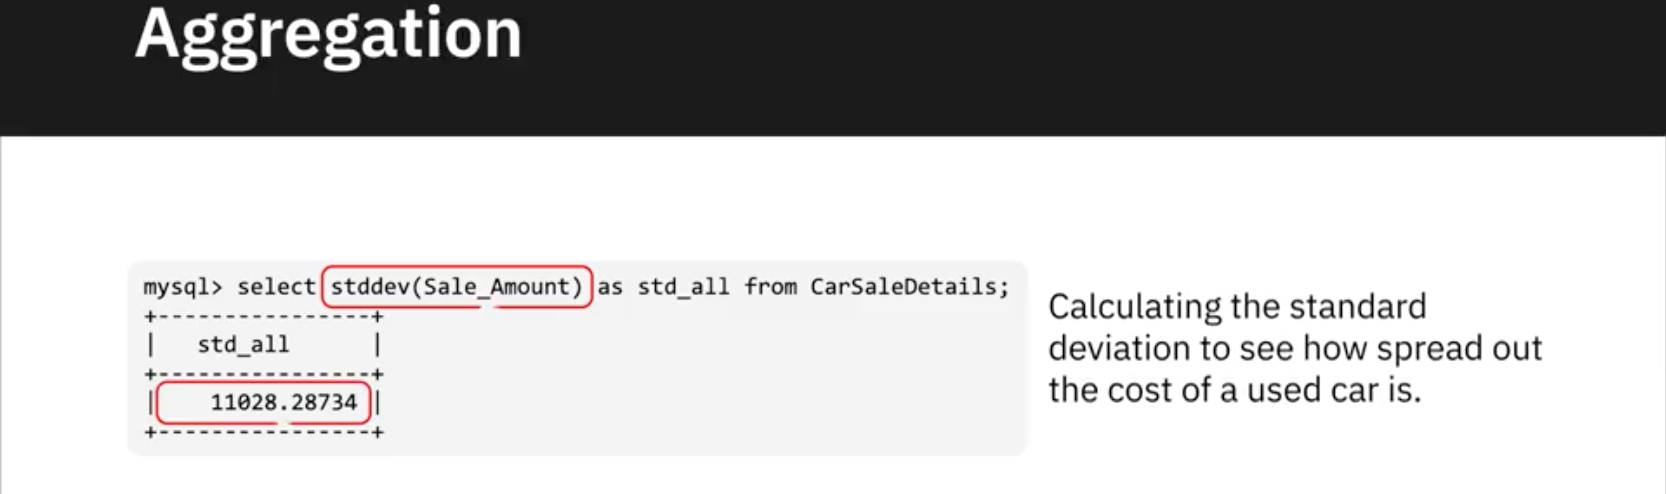 Aggregation
mysql> select stddev(Sale_Amount) as std_all from CarSaleDetails;
+----------------+
|   std_all      |
+----------------+
|    11028.28734 |
+----------------+
Calculating the standard
deviation to see how spread out
the cost of a used car is.